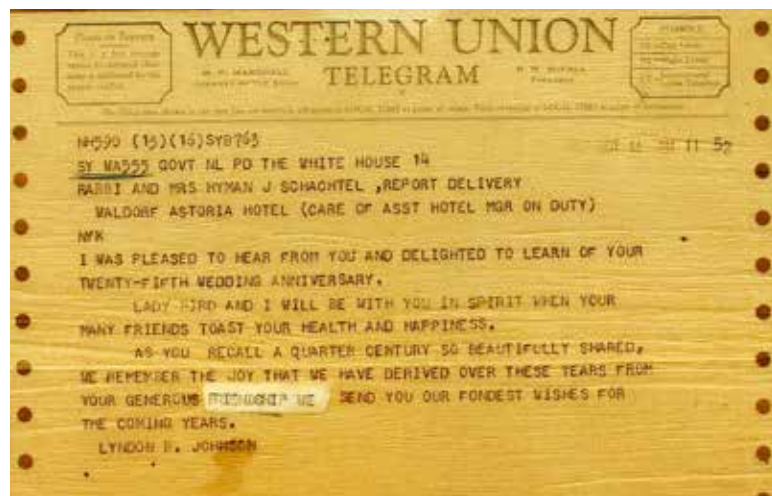 WESTERN UNION
TELEGRAM
W. P. MARSHALL
NH590 (15)(16)SYB763
SY WA555 GOVT NL PD THE WHITE HOUSE 14
RABBI AND MRS HYMAN J SCHACHTEL ,REPORT DELIVERY
WALDORF ASTORIA HOTEL (CARE OF ASST HOTEL MGR ON DUTY)
NYK
I WAS PLEASED TO HEAR FROM YOU AND DELIGHTED TO LEARN OF YOUR
TWENTY-FIFTH WEDDING ANNIVERSARY.
LADY BIRD AND I WILL BE WITH YOU IN SPIRIT WHEN YOUR
MANY FRIENDS TOAST YOUR HEALTH AND HAPPINESS.
AS YOU RECALL A QUARTER CENTURY SO BEAUTIFULLY SHARED,
WE REMEMBER THE JOY THAT WE HAVE DERIVED OVER THESE YEARS FROM
YOUR GENEROUS FRIENDSHIP WE SEND YOU OUR FONDEST WISHES FOR
THE COMING YEARS.
LYNDON B. JOHNSON